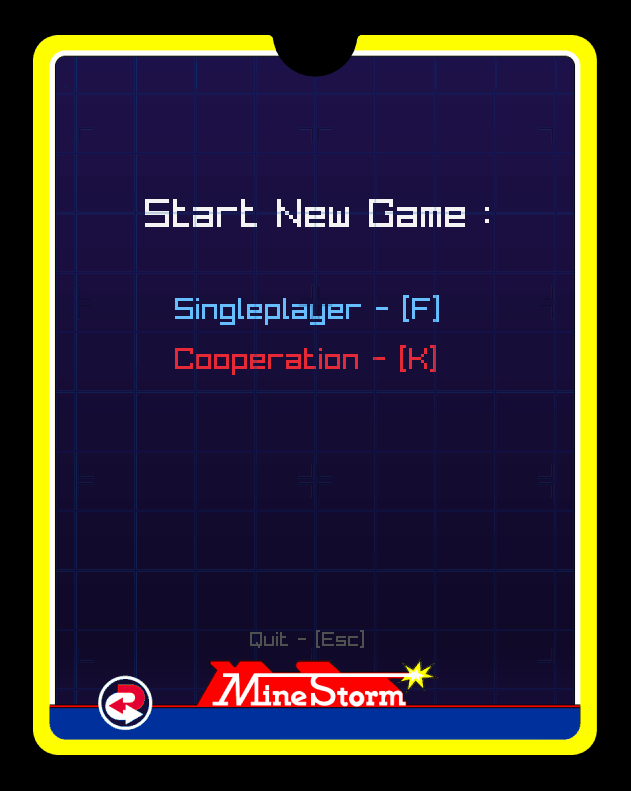 Start New Game :
Singleplayer - [F]
Cooperation - [K]
Quit - [Esc]
MineStorm